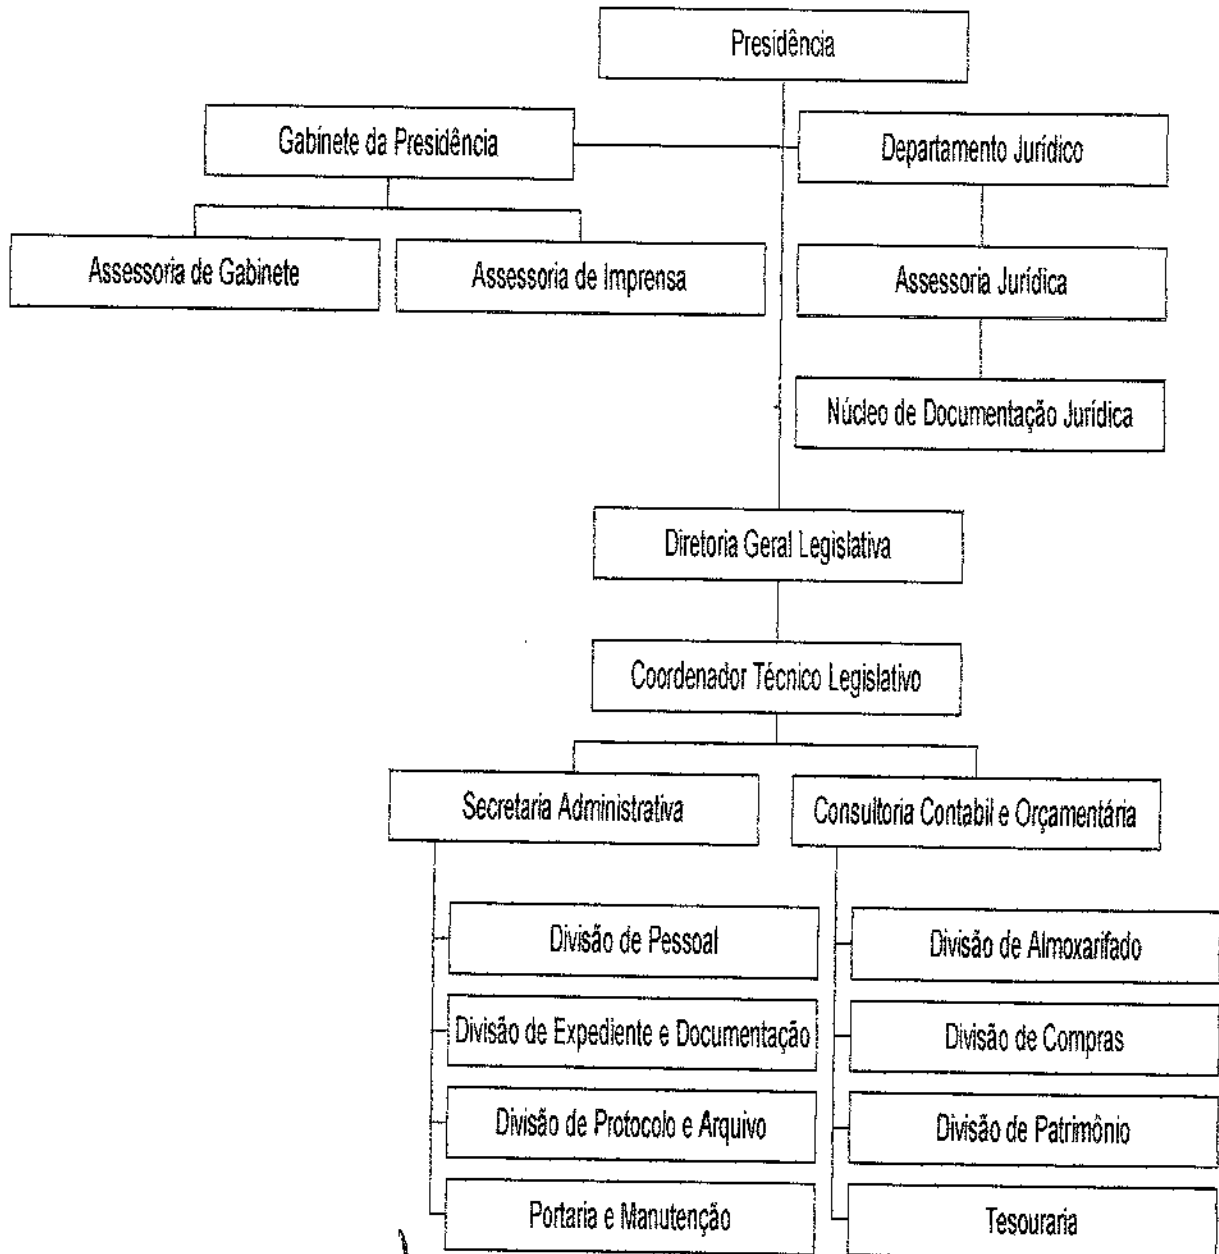 Presidência
Gabinete da Presidência
Departamento Jurídico
Assessoria de Gabinete
Assessoria de Imprensa
Assessoria Jurídica
Núcleo de Documentação Jurídica
Diretoria Geral Legislativa
Coordenador Técnico Legislativo
Secretaria Administrativa
Consultoria Contabil e Orçamentária
Divisão de Pessoal
Divisão de Almoxarifado
Divisão de Expediente e Documentação
Divisão de Compras
Divisão de Protocolo e Arquivo
Divisão de Patrimônio
Portaria e Manutenção
Tesouraria